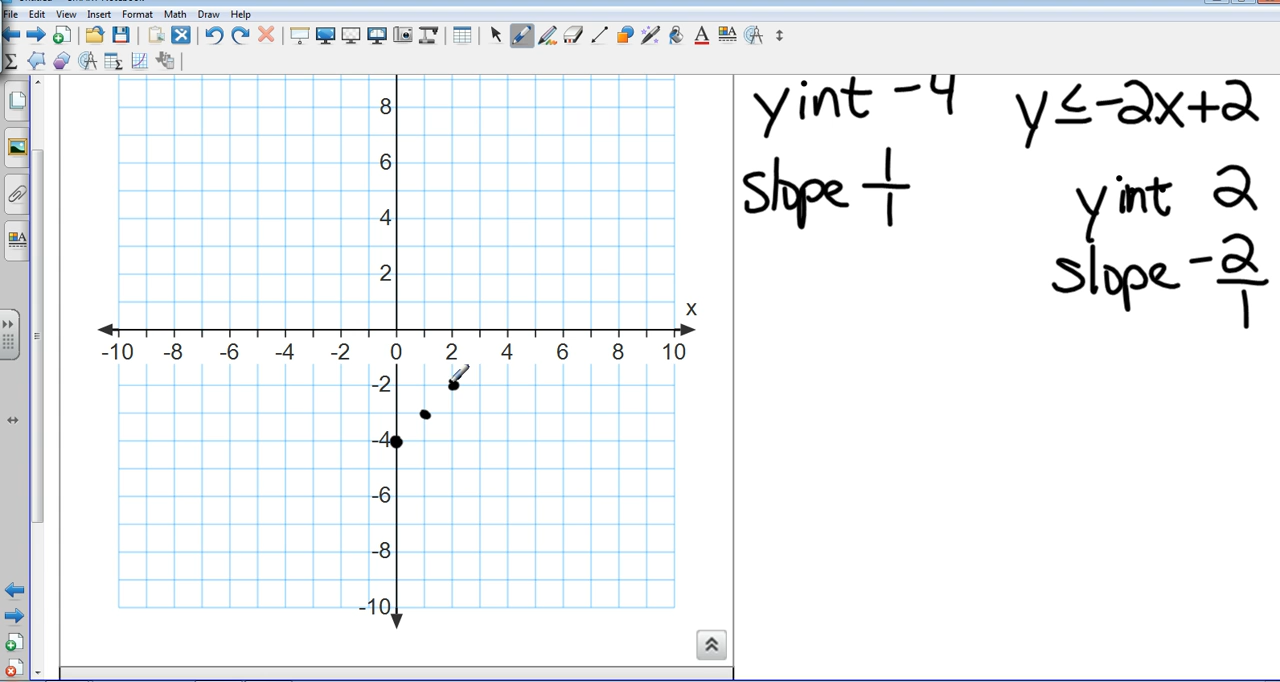 File Edit View Insert Format Math Draw Help
yint -4 y≤-2x+2
slope 1/1
yint 2
slope -2/1
8
6
4
2
x
-10 -8 -6 -4 -2 0 2 4 6 8 10
-2
-4
-6
-8
-10